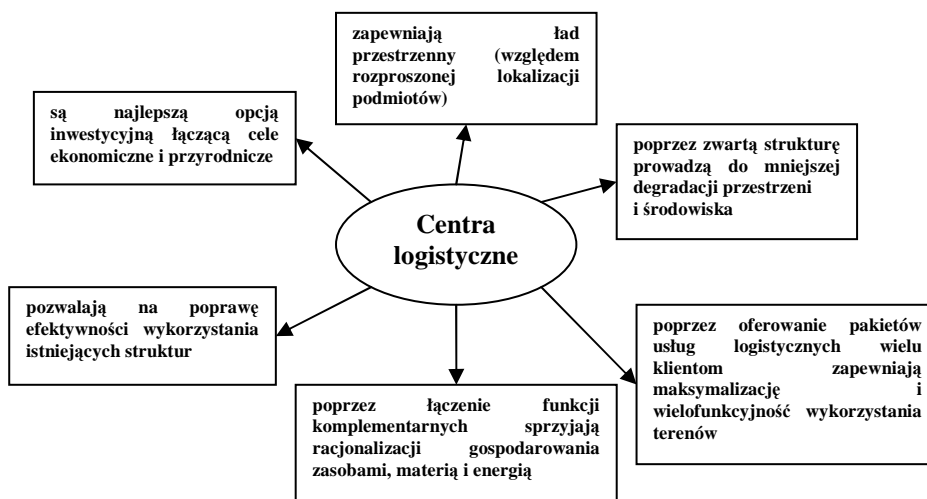 zapewniają ład
przestrzenny (względem
rozproszonej lokalizacji
podmiotów)
są najlepszą opcją
inwestycyjną łączącą cele
ekonomiczne i przyrodnicze
poprzez zwartą strukturę
prowadzą do mniejszej
degradacji przestrzeni
i środowiska
Centra
logistyczne
pozwalają na poprawę
efektywności wykorzystania
istniejących struktur
poprzez oferowanie pakietów
usług logistycznych wielu
klientom zapewniają
maksymalizację i
wielofunkcyjność wykorzystania
terenów
poprzez łączenie funkcji
komplementarnych sprzyjają
racjonalizacji gospodarowania
zasobami, materią i energią